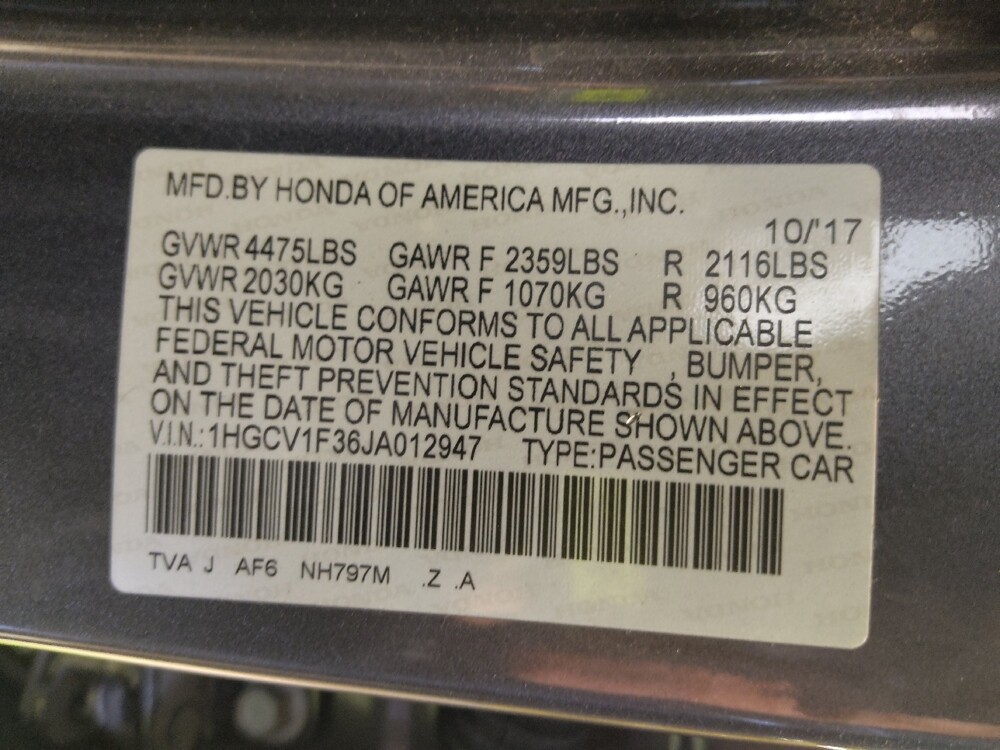 MFD.BY HONDA OF AMERICA MFG.,INC.
10/'17
GVWR 4475LBS GAWR F 2359LBS R 2116LBS
GVWR 2030KG GAWR F 1070KG R 960KG
THIS VEHICLE CONFORMS TO ALL APPLICABLE
FEDERAL MOTOR VEHICLE SAFETY , BUMPER,
AND THEFT PREVENTION STANDARDS IN EFFECT
ON THE DATE OF MANUFACTURE SHOWN ABOVE.
V.I.N.: 1HGCV1F36JA012947 TYPE:PASSENGER CAR
TVA J AF6 NH797M .Z .A